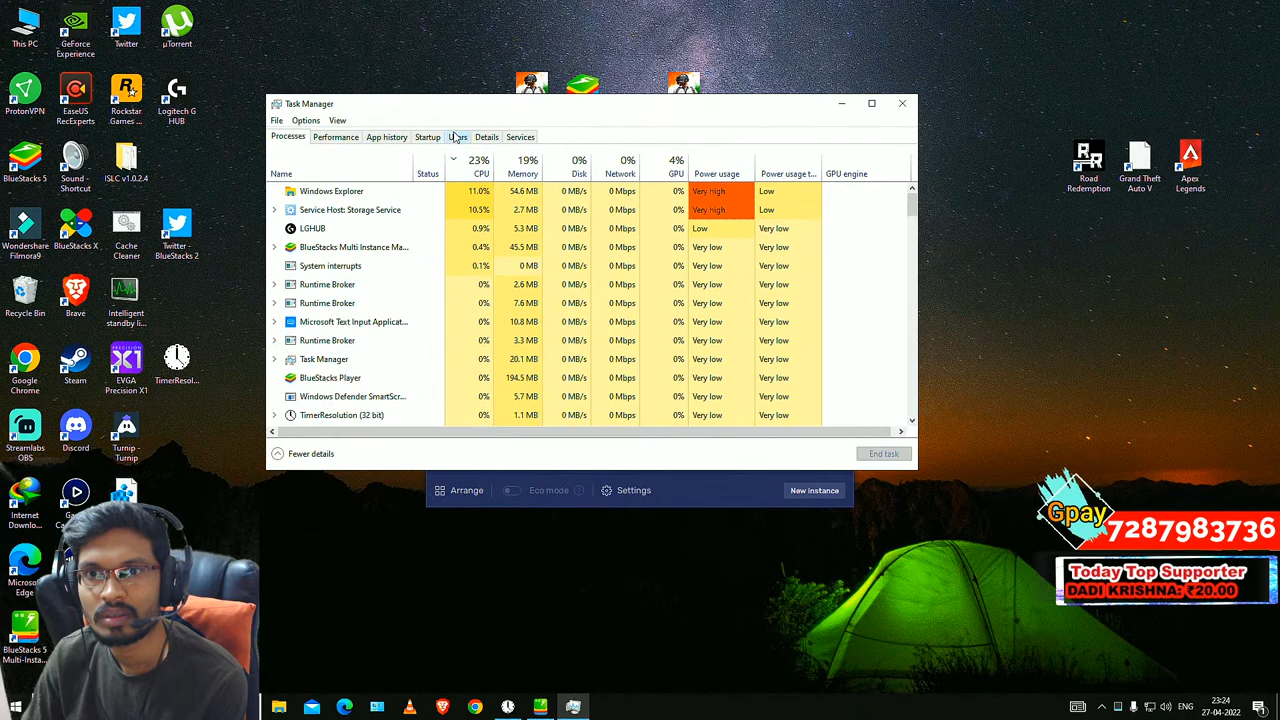 This PC
GeForce Experience
Twitter
µTorrent
ProtonVPN
EaseUS RecExperts
Rockstar Games
Logitech G HUB
BlueStacks 5
Sound - Shortcut
ISLC v1.0.2.4
Wondershare Filmora9
BlueStacks X
Cache Cleaner
Twitter - BlueStacks 2
Recycle Bin
Brave
Intelligent standby li...
Google Chrome
Steam
EVGA Precision X1
TimerResol...
Streamlabs OBS
Discord
Turnip - Turnip
Internet Downlo...
Microsoft Edge
BlueStacks 5 Multi-Insta...
Road Redemption
Grand Theft Auto V
Apex Legends
Task Manager
File Options View
Processes Performance App history Startup Users Details Services
23% 19% 0% 0% 4%
Name Status CPU Memory Disk Network GPU Power usage Power usage t... GPU engine
Windows Explorer 11.0% 54.6 MB 0 MB/s 0 Mbps 0% Very high Low
Service Host: Storage Service 10.5% 2.7 MB 0 MB/s 0 Mbps 0% Very high Low
LGHUB 0.9% 5.3 MB 0 MB/s 0 Mbps 0% Low Very low
BlueStacks Multi Instance Ma... 0.4% 45.5 MB 0 MB/s 0 Mbps 0% Very low Very low
System interrupts 0.1% 0 MB 0 MB/s 0 Mbps 0% Very low Very low
Runtime Broker 0% 2.6 MB 0 MB/s 0 Mbps 0% Very low Very low
Runtime Broker 0% 7.6 MB 0 MB/s 0 Mbps 0% Very low Very low
Microsoft Text Input Applicat... 0% 10.8 MB 0 MB/s 0 Mbps 0% Very low Very low
Runtime Broker 0% 3.3 MB 0 MB/s 0 Mbps 0% Very low Very low
Task Manager 0% 20.1 MB 0 MB/s 0 Mbps 0% Very low Very low
BlueStacks Player 0% 194.5 MB 0 MB/s 0 Mbps 0% Very low Very low
Windows Defender SmartScr... 0% 5.7 MB 0 MB/s 0 Mbps 0% Very low Very low
TimerResolution (32 bit) 0% 1.1 MB 0 MB/s 0 Mbps 0% Very low Very low
Fewer details End task
Arrange Eco mode Settings New instance
Gpay 7287983736
Today Top Supporter
DADI KRISHNA: ₹20.00
23:24
27-04-2022